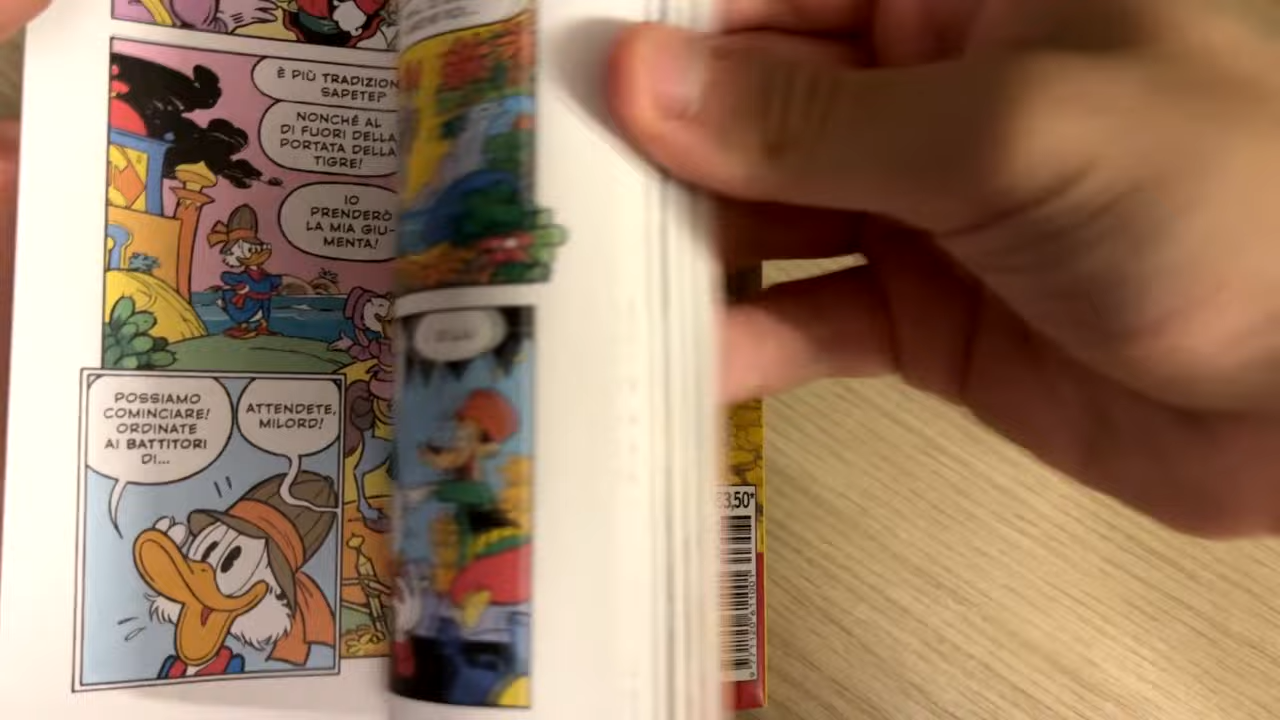 È PIÙ TRADIZION
SAPETE?
NONCHÉ AL
DI FUORI DELLA
PORTATA DELLA
TIGRE!
IO
PRENDERÒ
LA MIA GIU-
MENTA!
POSSIAMO
COMINCIARE!
ORDINATE
AI BATTITORI
DI...
ATTENDETE,
MILORD!
3,50*